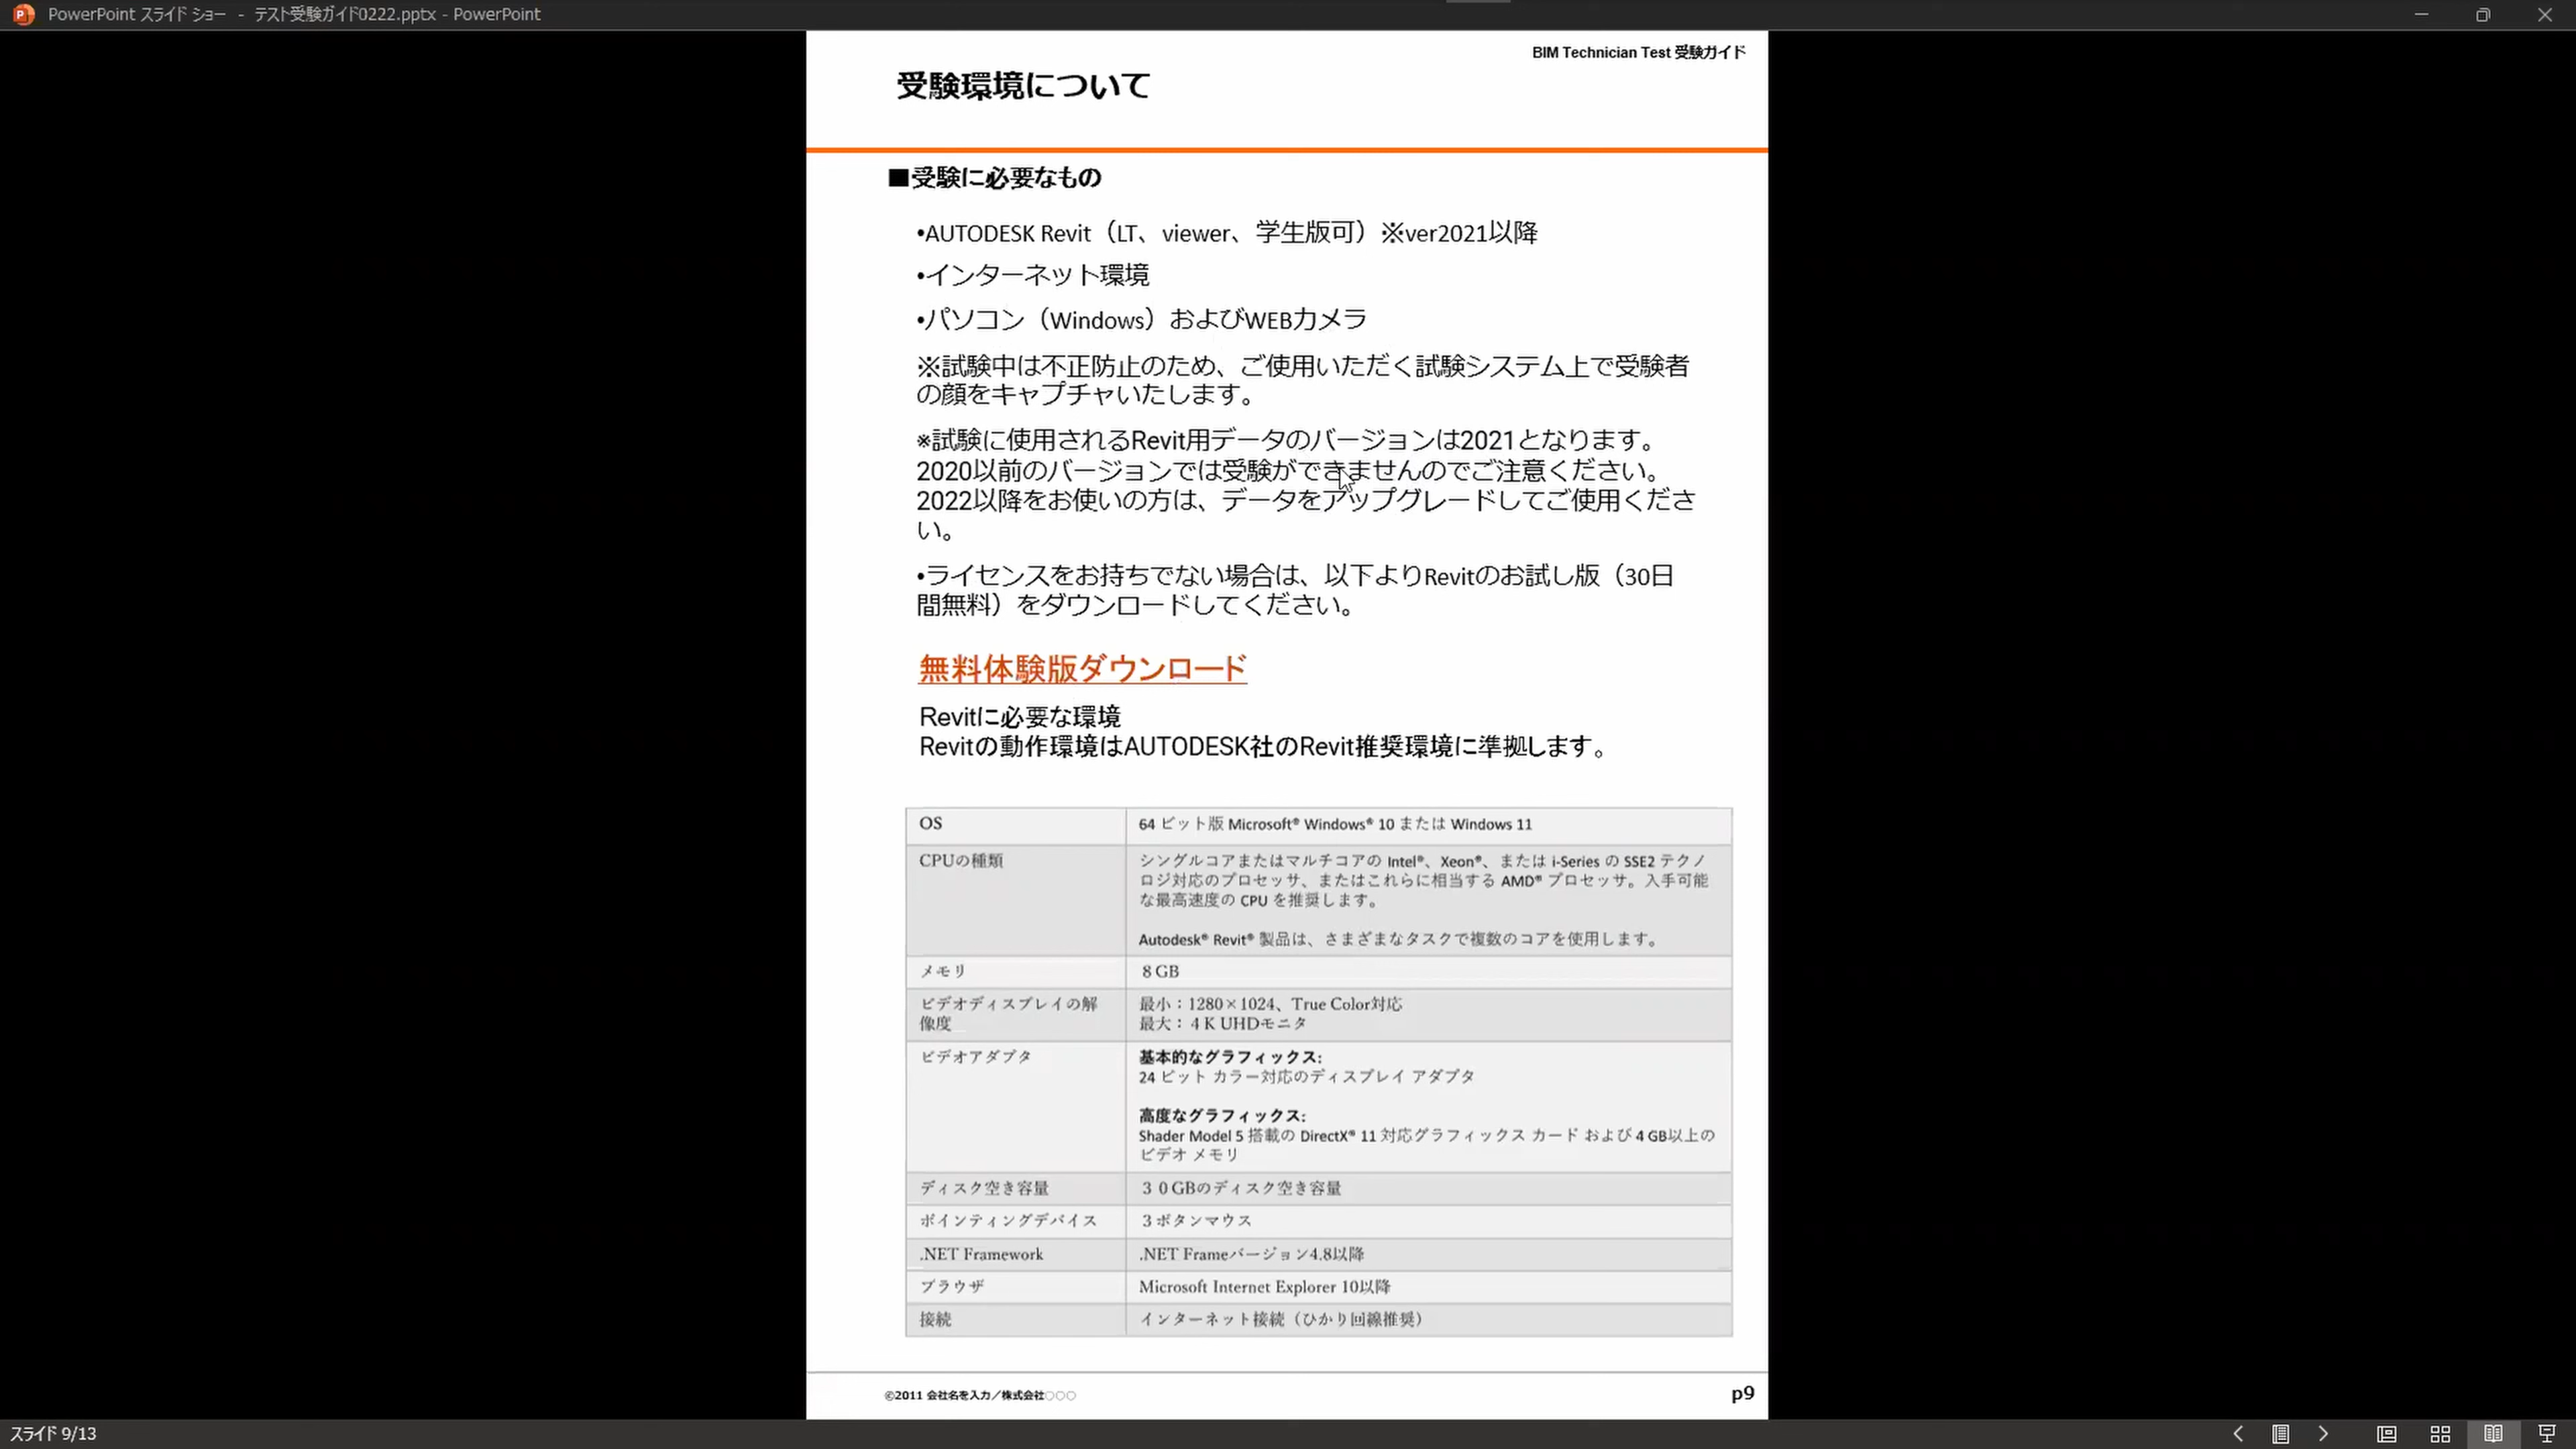 PowerPoint スライド ショー - テスト受験ガイド0222.pptx - PowerPoint
BIM Technician Test 受験ガイド
受験環境について
■受験に必要なもの
•AUTODESK Revit（LT、viewer、学生版可）※ver2021以降
•インターネット環境
•パソコン（Windows）およびWEBカメラ
※試験中は不正防止のため、ご使用いただく試験システム上で受験者
の顔をキャプチャいたします。
※試験に使用されるRevit用データのバージョンは2021となります。
2020以前のバージョンでは受験ができませんのでご注意ください。
2022以降をお使いの方は、データをアップグレードしてご使用くださ
い。
•ライセンスをお持ちでない場合は、以下よりRevitのお試し版（30日
間無料）をダウンロードしてください。
無料体験版ダウンロード
Revitに必要な環境
Revitの動作環境はAUTODESK社のRevit推奨環境に準拠します。
OS 64 ビット版 Microsoft® Windows® 10 または Windows 11
CPUの種類 シングルコアまたはマルチコアの Intel®、Xeon®、または i-Series の SSE2 テクノ
ロジ対応のプロセッサ、またはこれらに相当する AMD® プロセッサ。入手可能
な最高速度の CPU を推奨します。
Autodesk® Revit® 製品は、さまざまなタスクで複数のコアを使用します。
メモリ 8 GB
ビデオディスプレイの解 最小：1280×1024、True Color対応
像度 最大：４K UHDモニタ
ビデオアダプタ 基本的なグラフィックス:
24 ビット カラー対応のディスプレイ アダプタ
高度なグラフィックス:
Shader Model 5 搭載の DirectX® 11 対応グラフィックス カード および 4 GB以上の
ビデオ メモリ
ディスク空き容量 ３０GBのディスク空き容量
ポインティングデバイス ３ボタンマウス
.NET Framework .NET Frameバージョン4.8以降
ブラウザ Microsoft Internet Explorer 10以降
接続 インターネット接続（ひかり回線推奨）
©2011 会社名を入力／株式会社○○○
p9
スライド 9/13